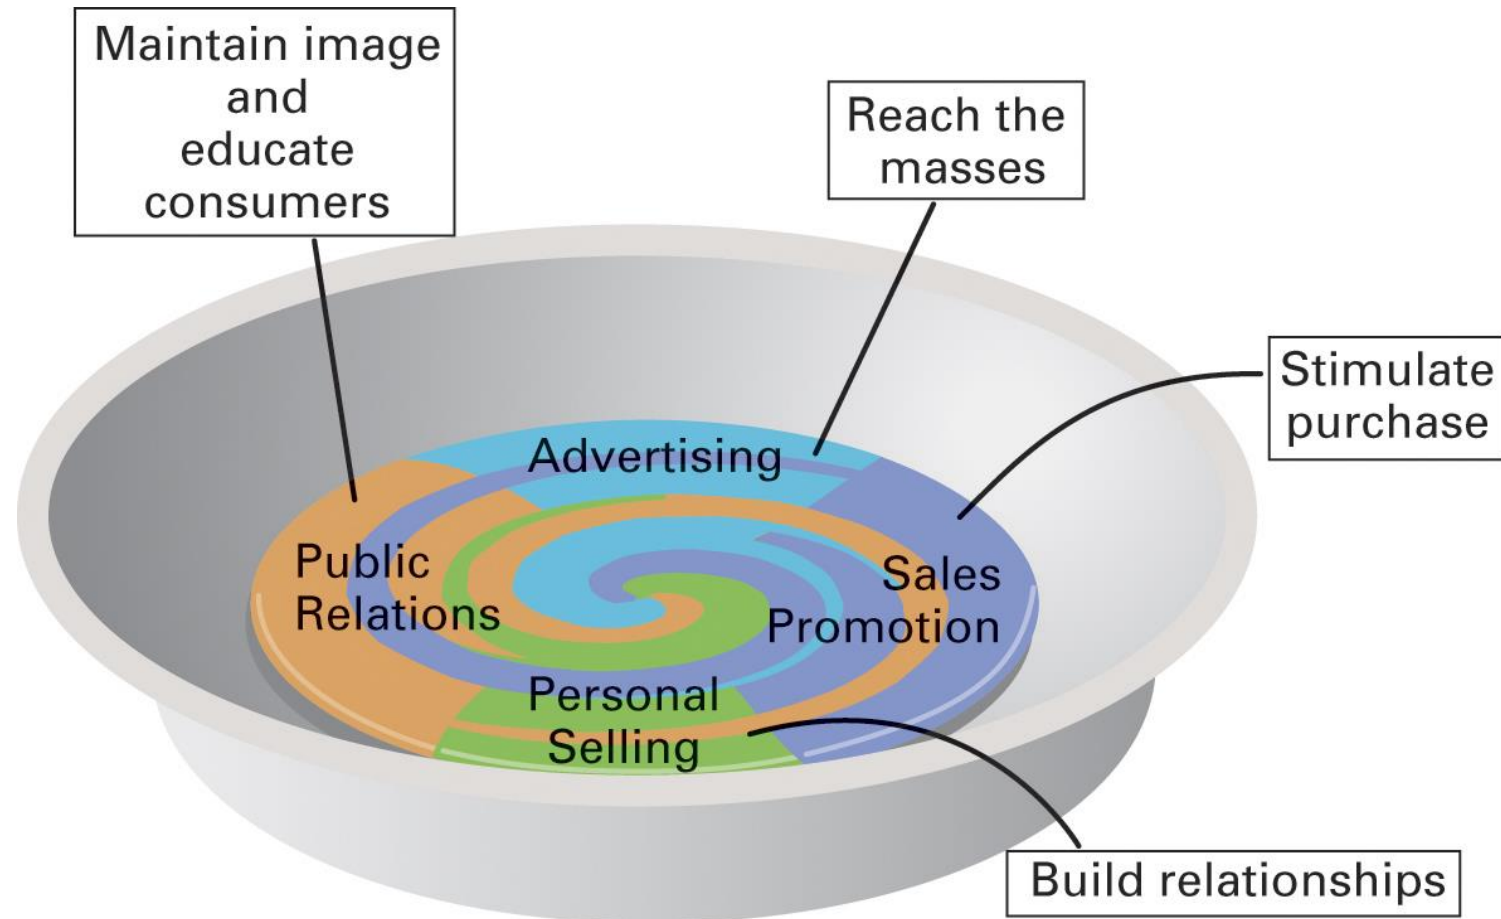 Maintain image
and
educate
consumers
Reach the
masses
Stimulate
purchase
Advertising
Public
Relations
Sales
Promotion
Personal
Selling
Build relationships